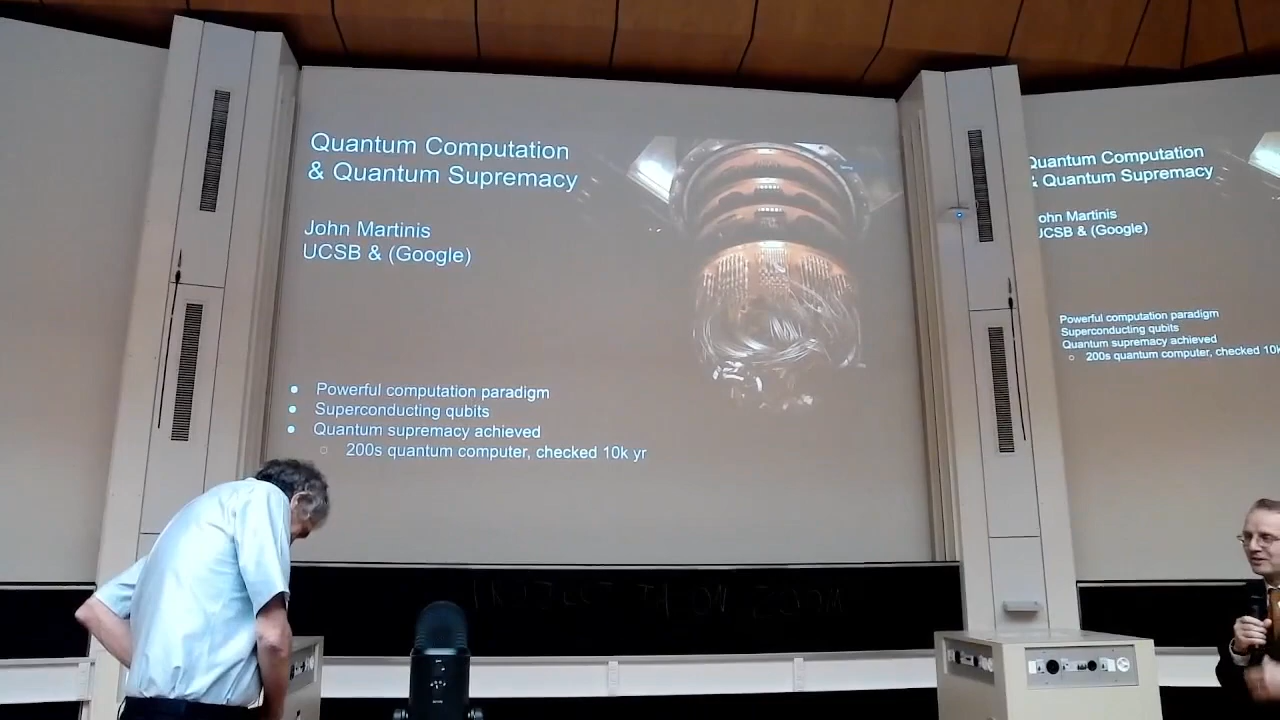 Quantum Computation
& Quantum Supremacy
John Martinis
UCSB & (Google)
Powerful computation paradigm
Superconducting qubits
Quantum supremacy achieved
200s quantum computer, checked 10k yr
Quantum Computation
& Quantum Supremacy
John Martinis
UCSB & (Google)
Powerful computation paradigm
Superconducting qubits
Quantum supremacy achieved
200s quantum computer, checked 10k